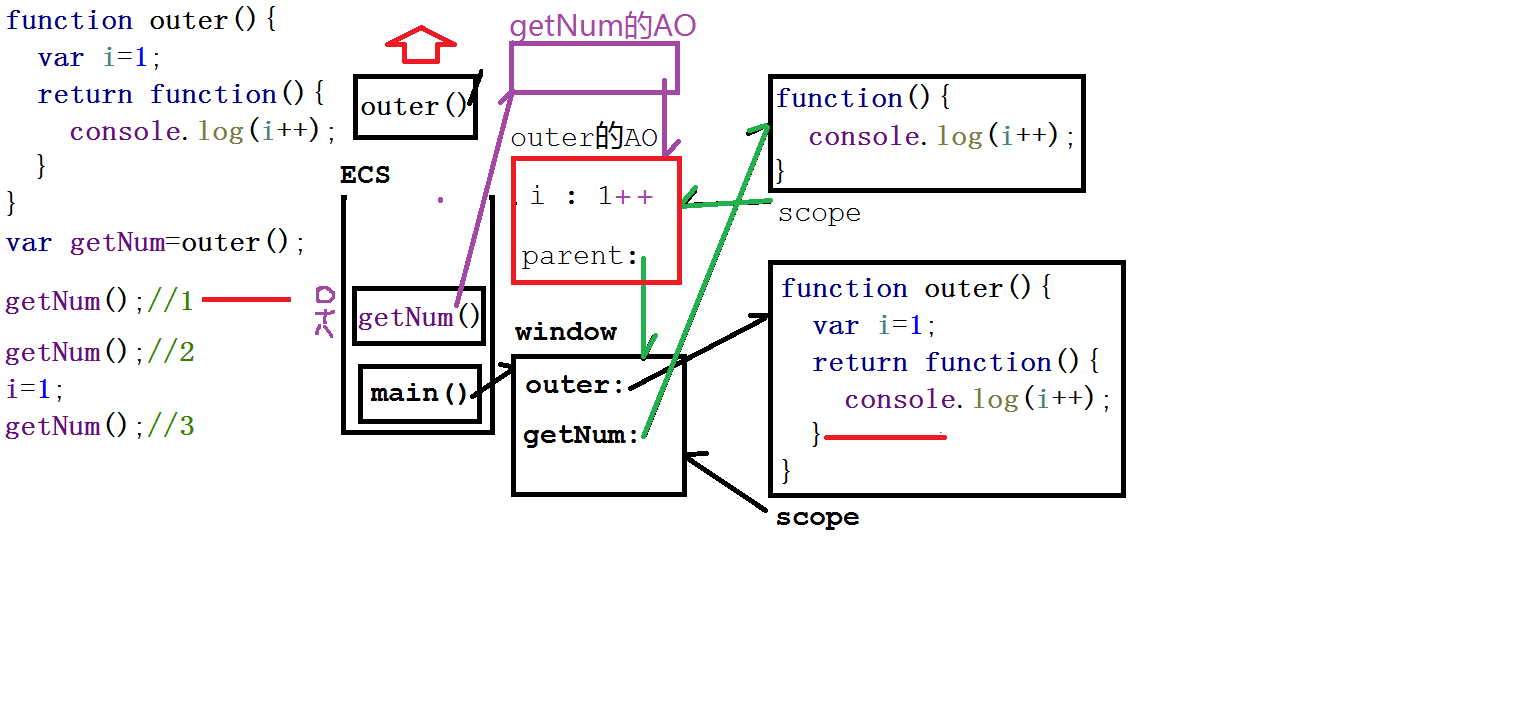 function outer(){
var i=1;
return function(){
console.log(i++);
}
}
var getNum=outer();
getNum();//1
getNum();//2
i=1;
getNum();//3
outer()
ECS
getNum()
main()
getNum的AO
outer的AO
i : 1++
parent:
window
outer:
getNum:
function(){
console.log(i++);
}
scope
function outer(){
var i=1;
return function(){
console.log(i++);
}
}
scope